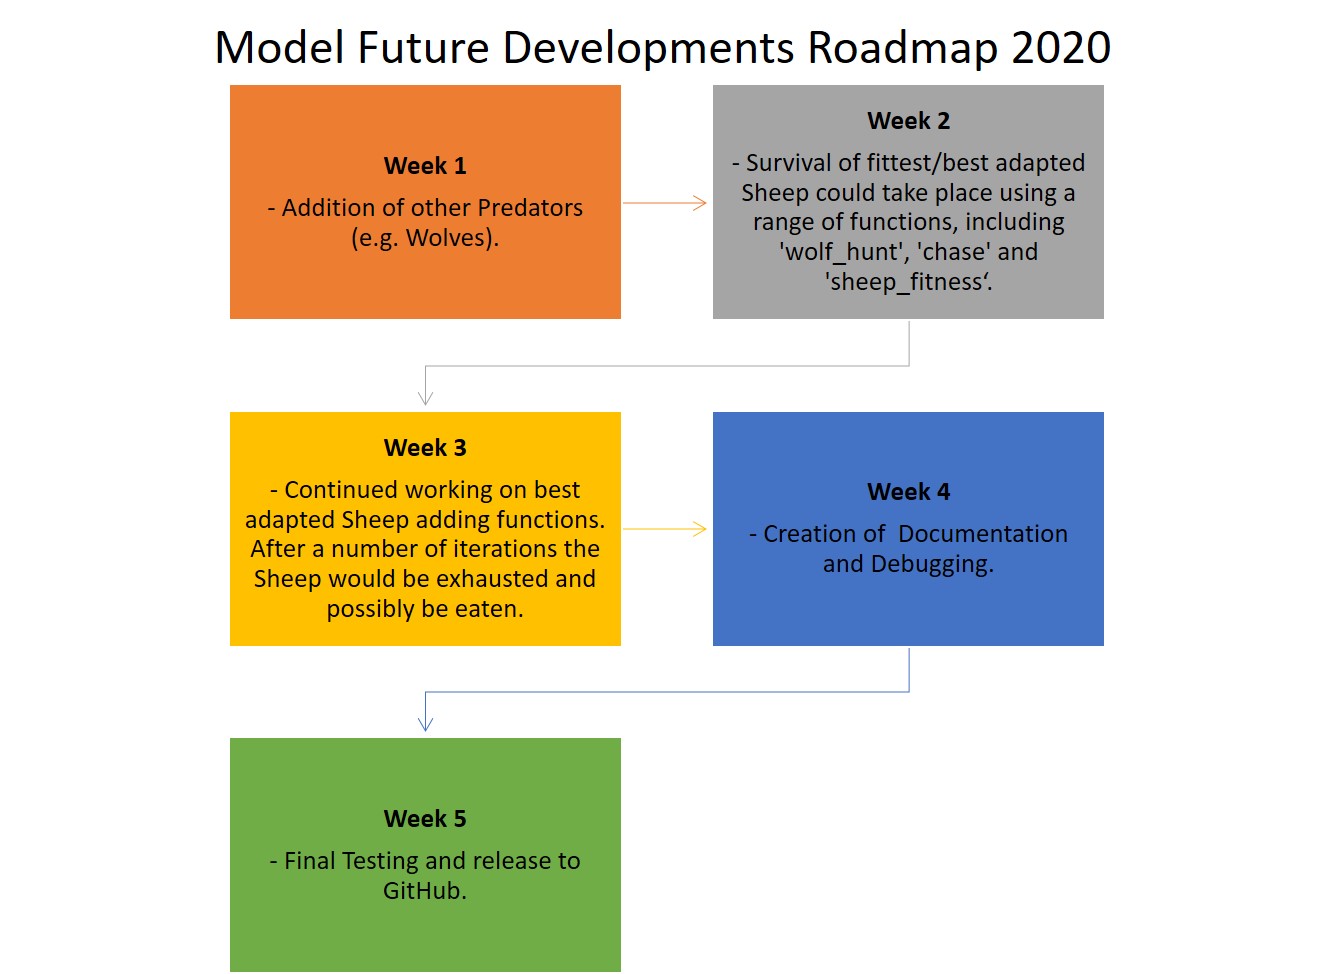 Model Future Developments Roadmap 2020
Week 1
- Addition of other Predators
(e.g. Wolves).
Week 2
- Survival of fittest/best adapted
Sheep could take place using a
range of functions, including
'wolf_hunt', 'chase' and
'sheep_fitness‘.
Week 3
- Continued working on best
adapted Sheep adding functions.
After a number of iterations the
Sheep would be exhausted and
possibly be eaten.
Week 4
- Creation of  Documentation
and Debugging.
Week 5
- Final Testing and release to
GitHub.